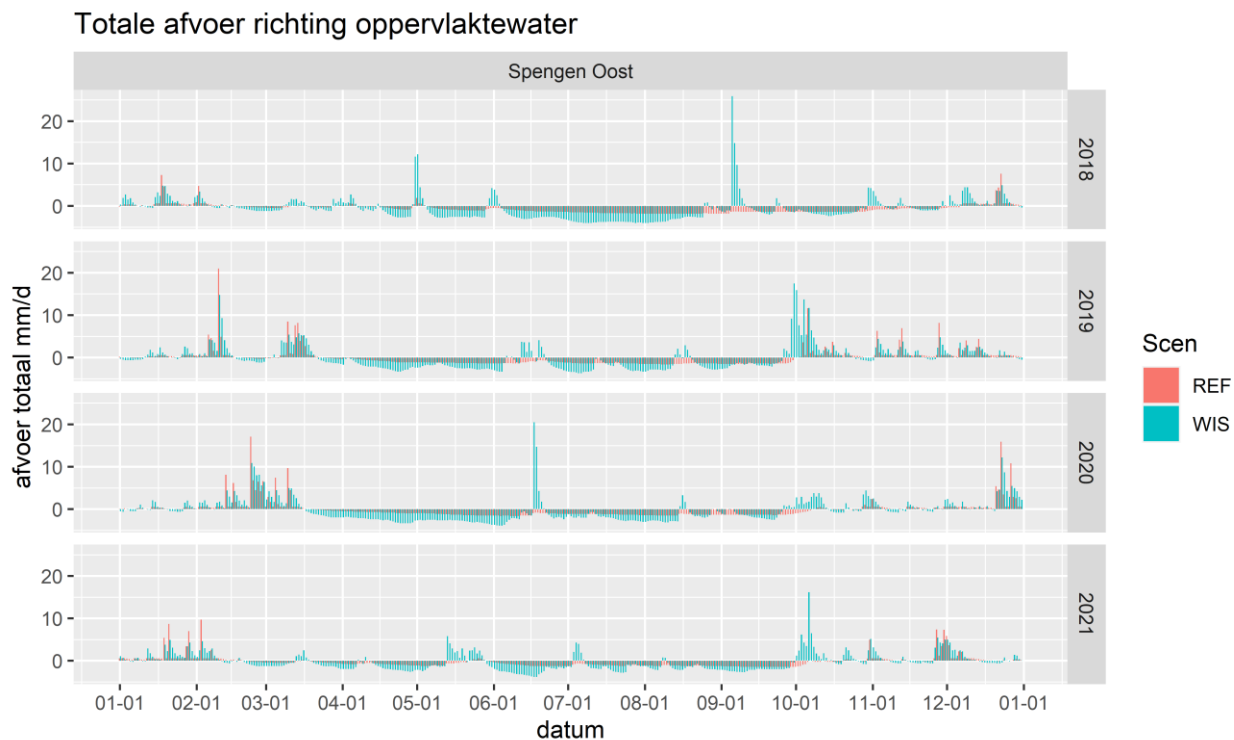 Totale afvoer richting oppervlaktewater
Spengen Oost
afvoer totaal mm/d
20
10
0
2018
20
10
0
2019
20
10
0
2020
20
10
0
2021
01-01 02-01 03-01 04-01 05-01 06-01 07-01 08-01 09-01 10-01 11-01 12-01 01-01
datum
Scen
REF
WIS